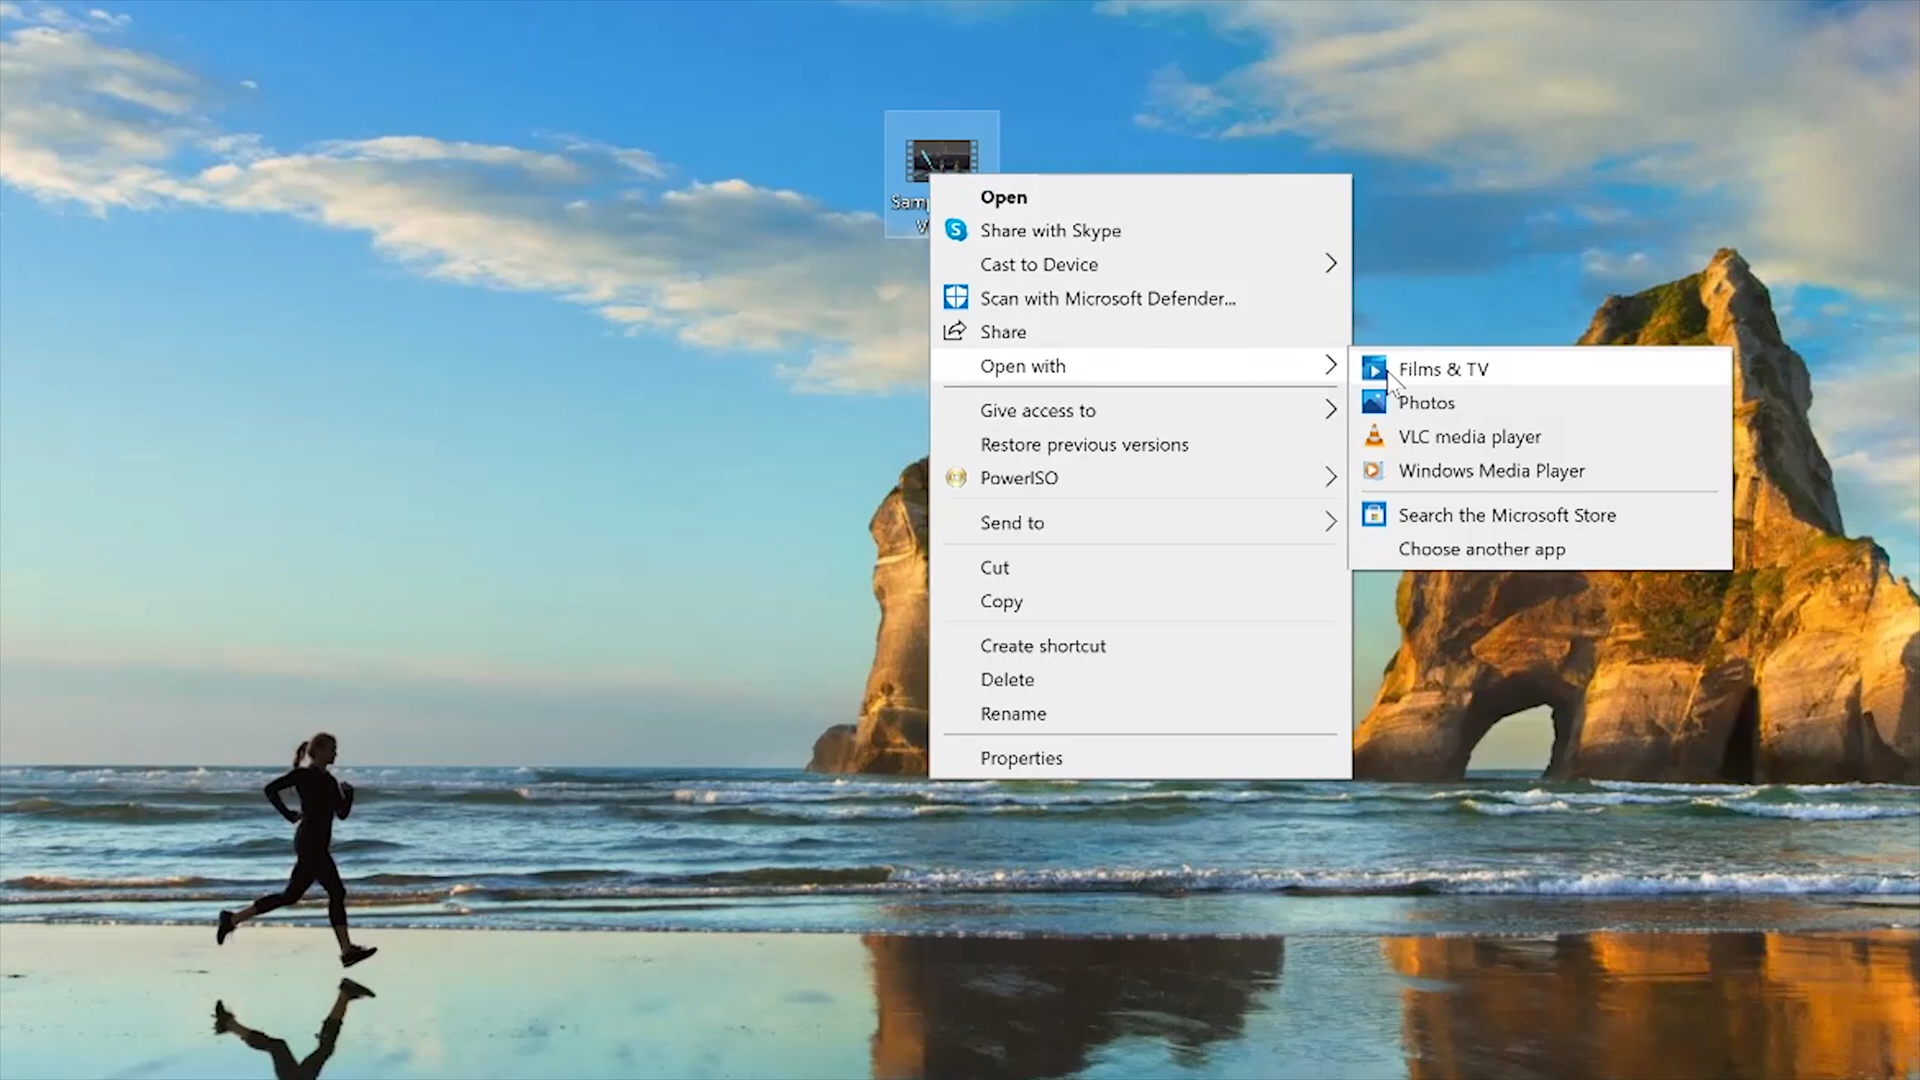 Open
Share with Skype
Cast to Device
Scan with Microsoft Defender...
Share
Open with
Give access to
Restore previous versions
PowerISO
Send to
Cut
Copy
Create shortcut
Delete
Rename
Properties
Films & TV
Photos
VLC media player
Windows Media Player
Search the Microsoft Store
Choose another app